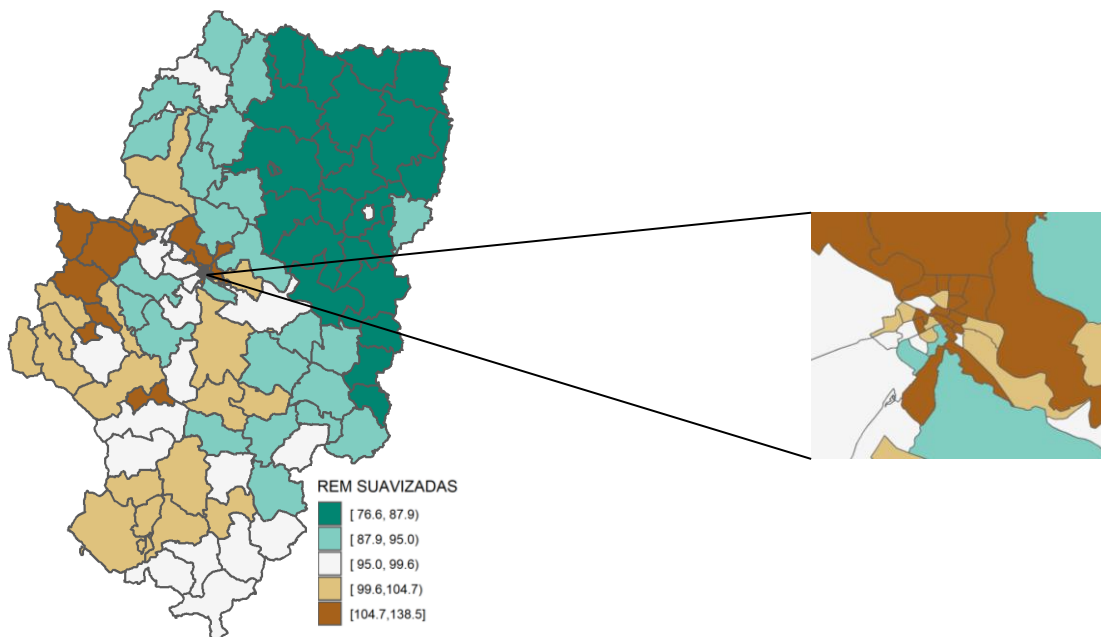 REM SUAVIZADAS
[ 76.6, 87.9)
[ 87.9, 95.0)
[ 95.0, 99.6)
[ 99.6,104.7)
[104.7,138.5]